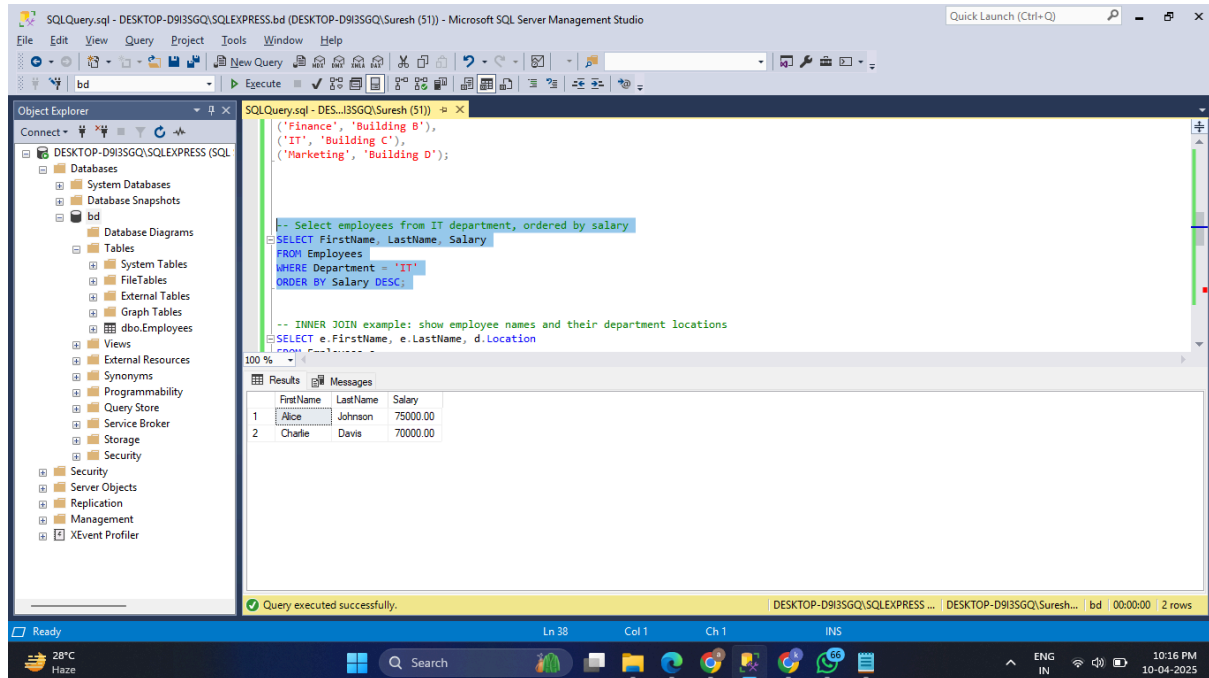 SQLQuery.sql - DESKTOP-D9I3SGQ\SQLEXPRESS.bd (DESKTOP-D9I3SGQ\Suresh (51)) - Microsoft SQL Server Management Studio
Quick Launch (Ctrl+Q)
File Edit View Query Project Tools Window Help
New Query
bd
Execute
Object Explorer
SQLQuery.sql - DES...I3SGQ\Suresh (51))
Connect
DESKTOP-D9I3SGQ\SQLEXPRESS (SQL
Databases
System Databases
Database Snapshots
bd
Database Diagrams
Tables
System Tables
FileTables
External Tables
Graph Tables
dbo.Employees
Views
External Resources
Synonyms
Programmability
Query Store
Service Broker
Storage
Security
Security
Server Objects
Replication
Management
XEvent Profiler
('Finance', 'Building B'),
('IT', 'Building C'),
('Marketing', 'Building D');
-- Select employees from IT department, ordered by salary
SELECT FirstName, LastName, Salary
FROM Employees
WHERE Department = 'IT'
ORDER BY Salary DESC;
-- INNER JOIN example: show employee names and their department locations
SELECT e.FirstName, e.LastName, d.Location
FROM Employees e
100 %
Results Messages
FirstName LastName Salary
1 Alice Johnson 75000.00
2 Charlie Davis 70000.00
Query executed successfully.
DESKTOP-D9I3SGQ\SQLEXPRESS ... DESKTOP-D9I3SGQ\Suresh... bd 00:00:00 2 rows
Ready Ln 38 Col 1 Ch 1 INS
28°C
Haze
Search
66
ENG
IN
10:16 PM
10-04-2025